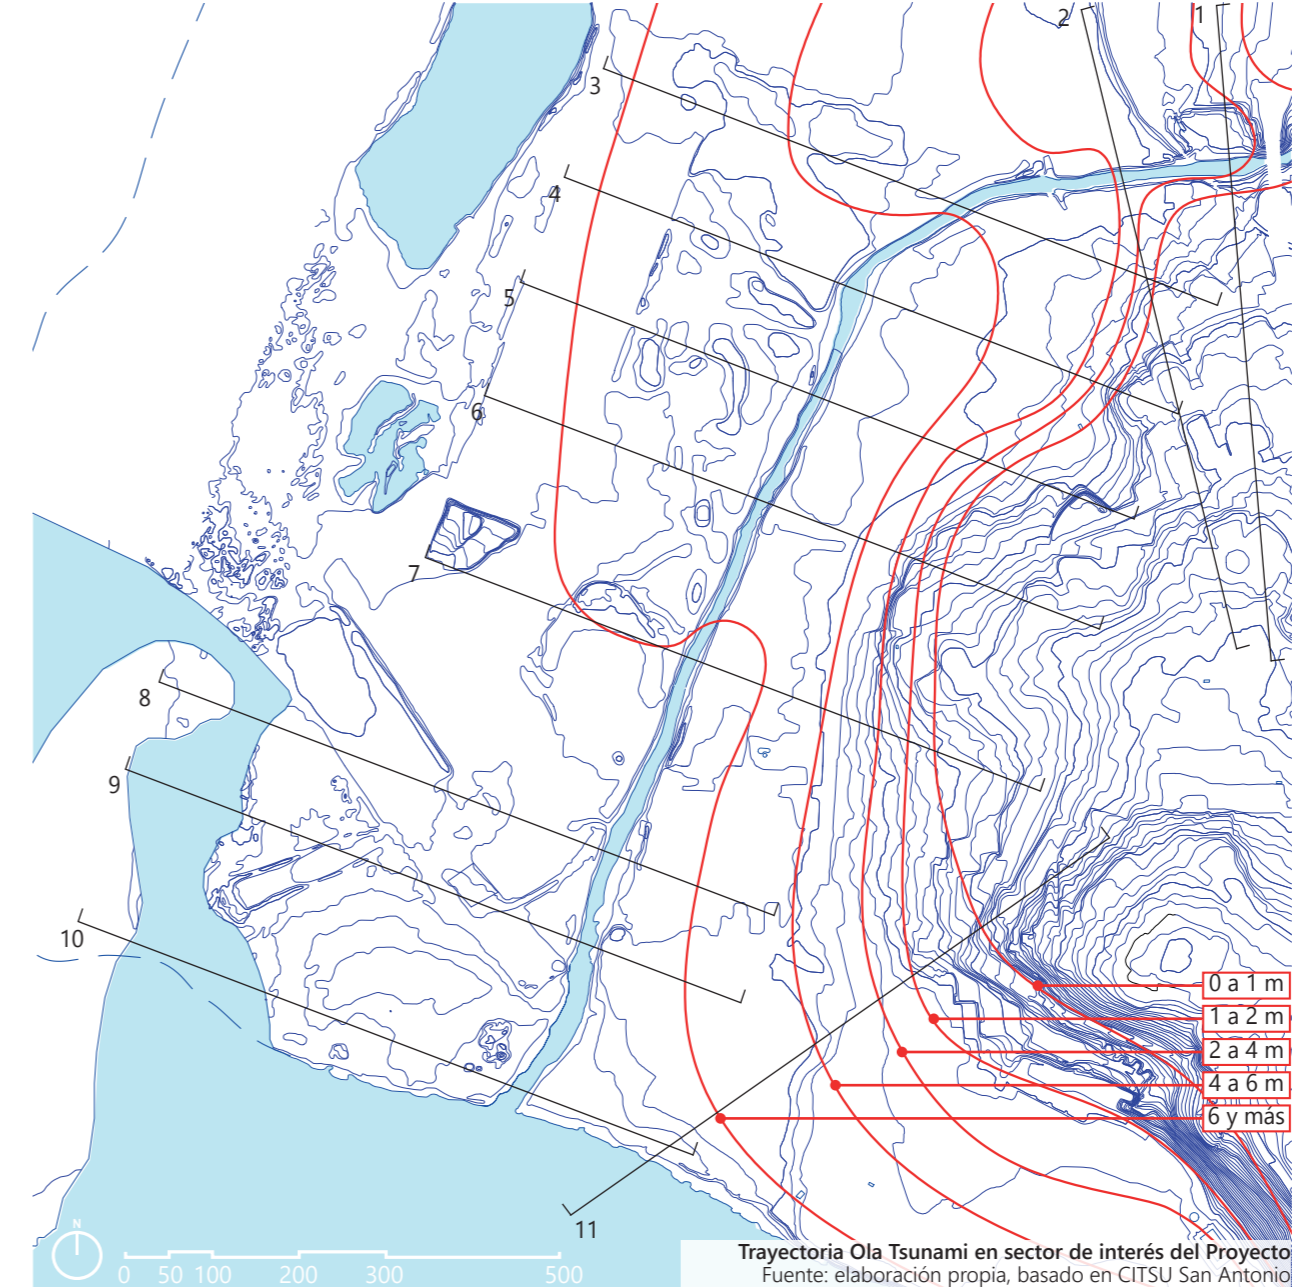 2
1
3
4
5
6
7
8
9
10
11
0 a 1 m
1 a 2 m
2 a 4 m
4 a 6 m
6 y más
N
0 50 100 200 300 500
Trayectoria Ola Tsunami en sector de interés del Proyecto
Fuente: elaboración propia, basado en CITSU San Antonio